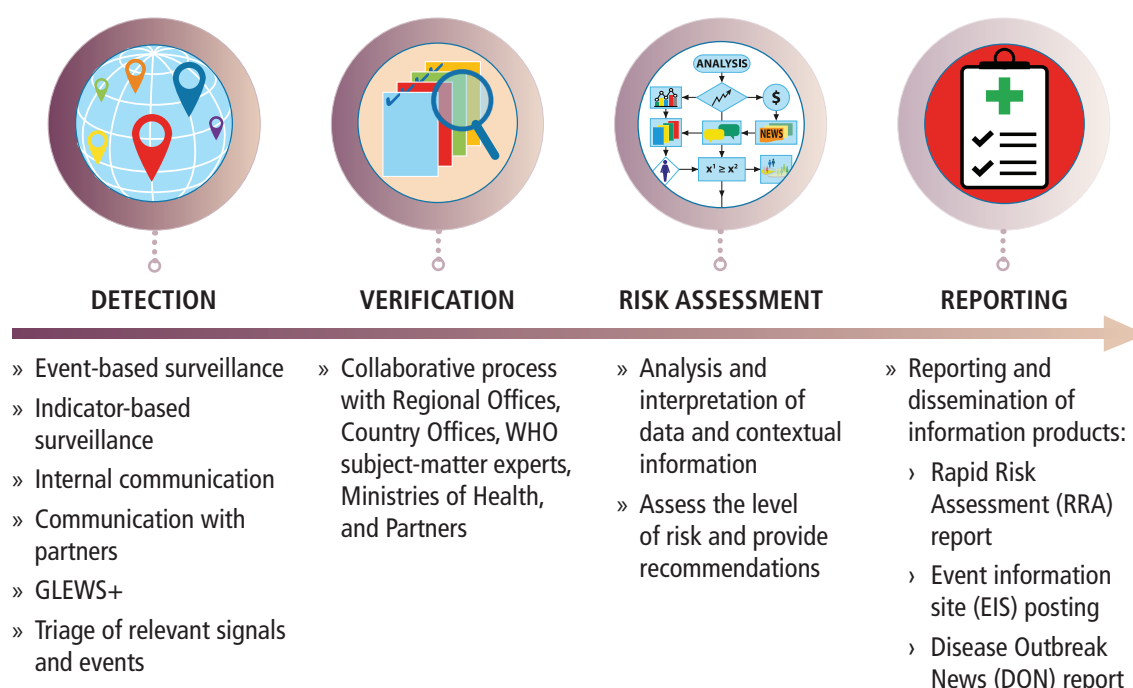 ANALYSIS
$
NEWS
x¹ ≥ x²
DETECTION
» Event-based surveillance
» Indicator-based
surveillance
» Internal communication
» Communication with
partners
» GLEWS+
» Triage of relevant signals
and events
VERIFICATION
» Collaborative process
with Regional Offices,
Country Offices, WHO
subject-matter experts,
Ministries of Health,
and Partners
RISK ASSESSMENT
» Analysis and
interpretation of
data and contextual
information
» Assess the level
of risk and provide
recommendations
REPORTING
» Reporting and
dissemination of
information products:
› Rapid Risk
Assessment (RRA)
report
› Event information
site (EIS) posting
› Disease Outbreak
News (DON) report